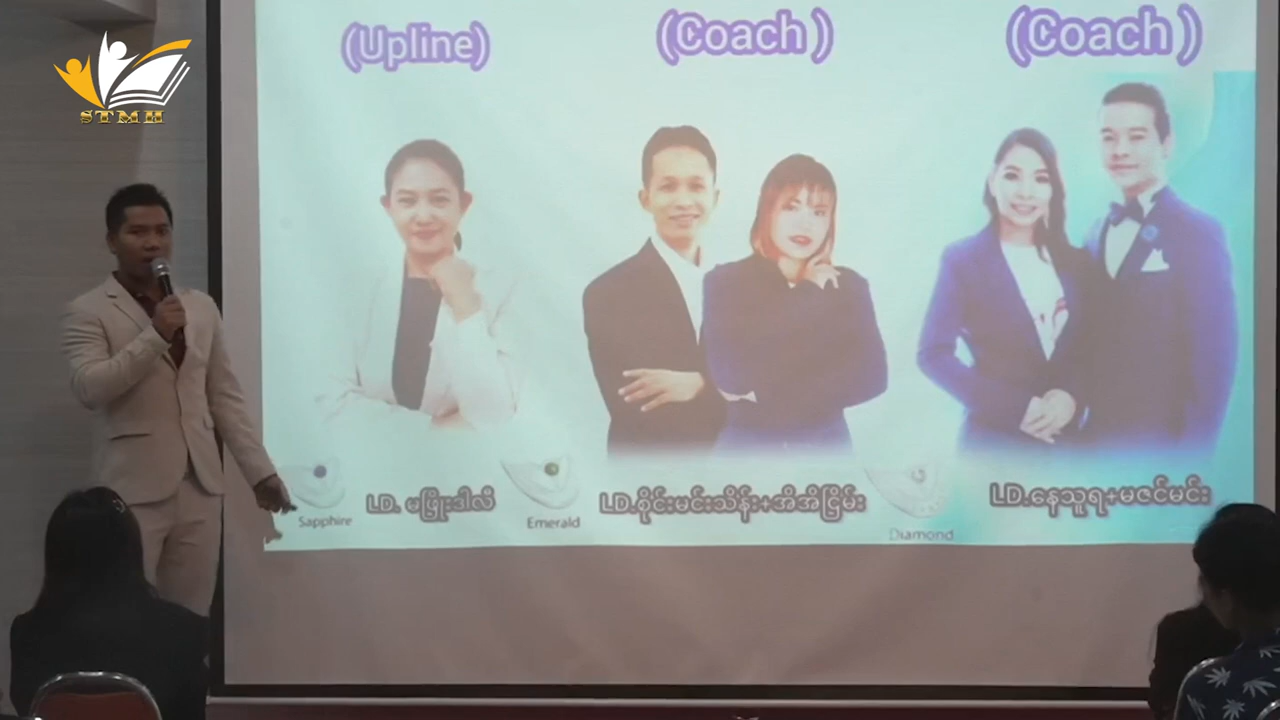 STMH
(Upline)
(Coach )
(Coach )
LD. မဖြိုးဒါလီ
LD.စိုင်းမင်းသိန်း+အိအိငြိမ်း
LD.နေသူရ+မဇင်မင်း
Sapphire
Emerald
Diamond